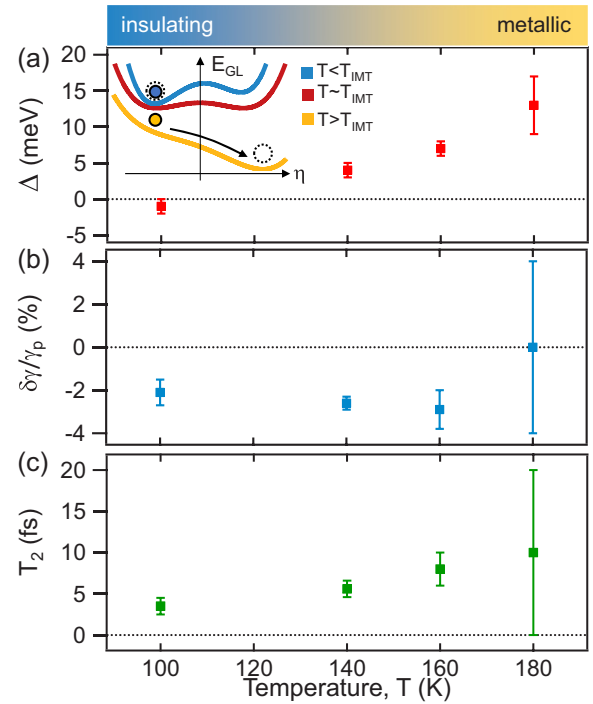 insulating metallic
(a)
20
15
10
5
0
-5
Δ (meV)
E_GL
η
T<T_IMT
T~T_IMT
T>T_IMT
(b)
4
2
0
-2
-4
δγ/γ_p (%)
(c)
20
15
10
5
0
T_2 (fs)
100 120 140 160 180
Temperature, T (K)